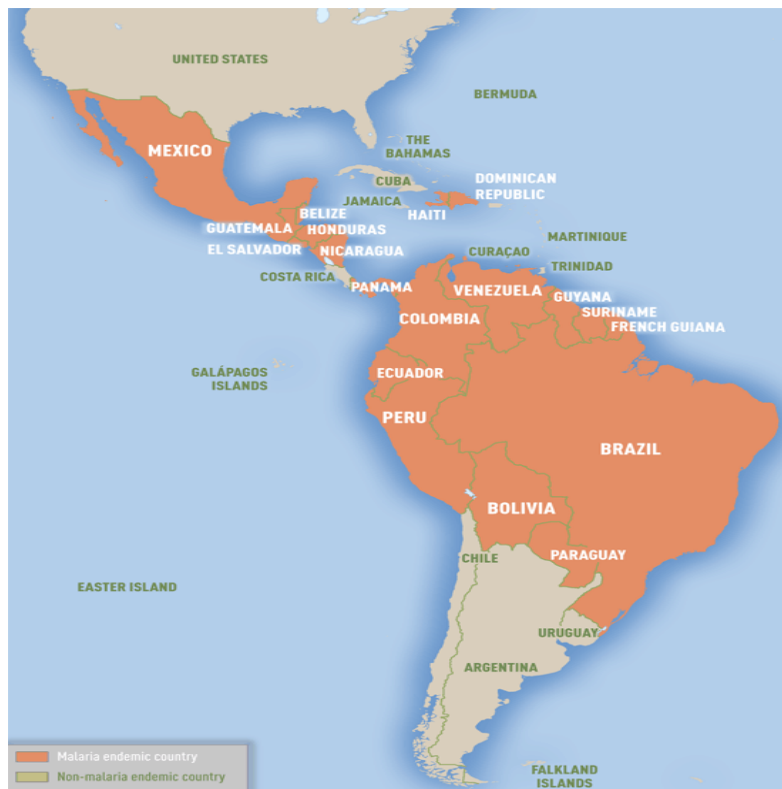 UNITED STATES
BERMUDA
MEXICO
THE
BAHAMAS
CUBA
DOMINICAN
REPUBLIC
JAMAICA
HAITI
BELIZE
GUATEMALA
HONDURAS
EL SALVADOR
NICARAGUA
MARTINIQUE
CURAÇAO
TRINIDAD
COSTA RICA
PANAMA
VENEZUELA
GUYANA
SURINAME
FRENCH GUIANA
COLOMBIA
GALÁPAGOS
ISLANDS
ECUADOR
PERU
BRAZIL
BOLIVIA
CHILE
PARAGUAY
EASTER ISLAND
URUGUAY
ARGENTINA
Malaria endemic country
Non-malaria endemic country
FALKLAND
ISLANDS